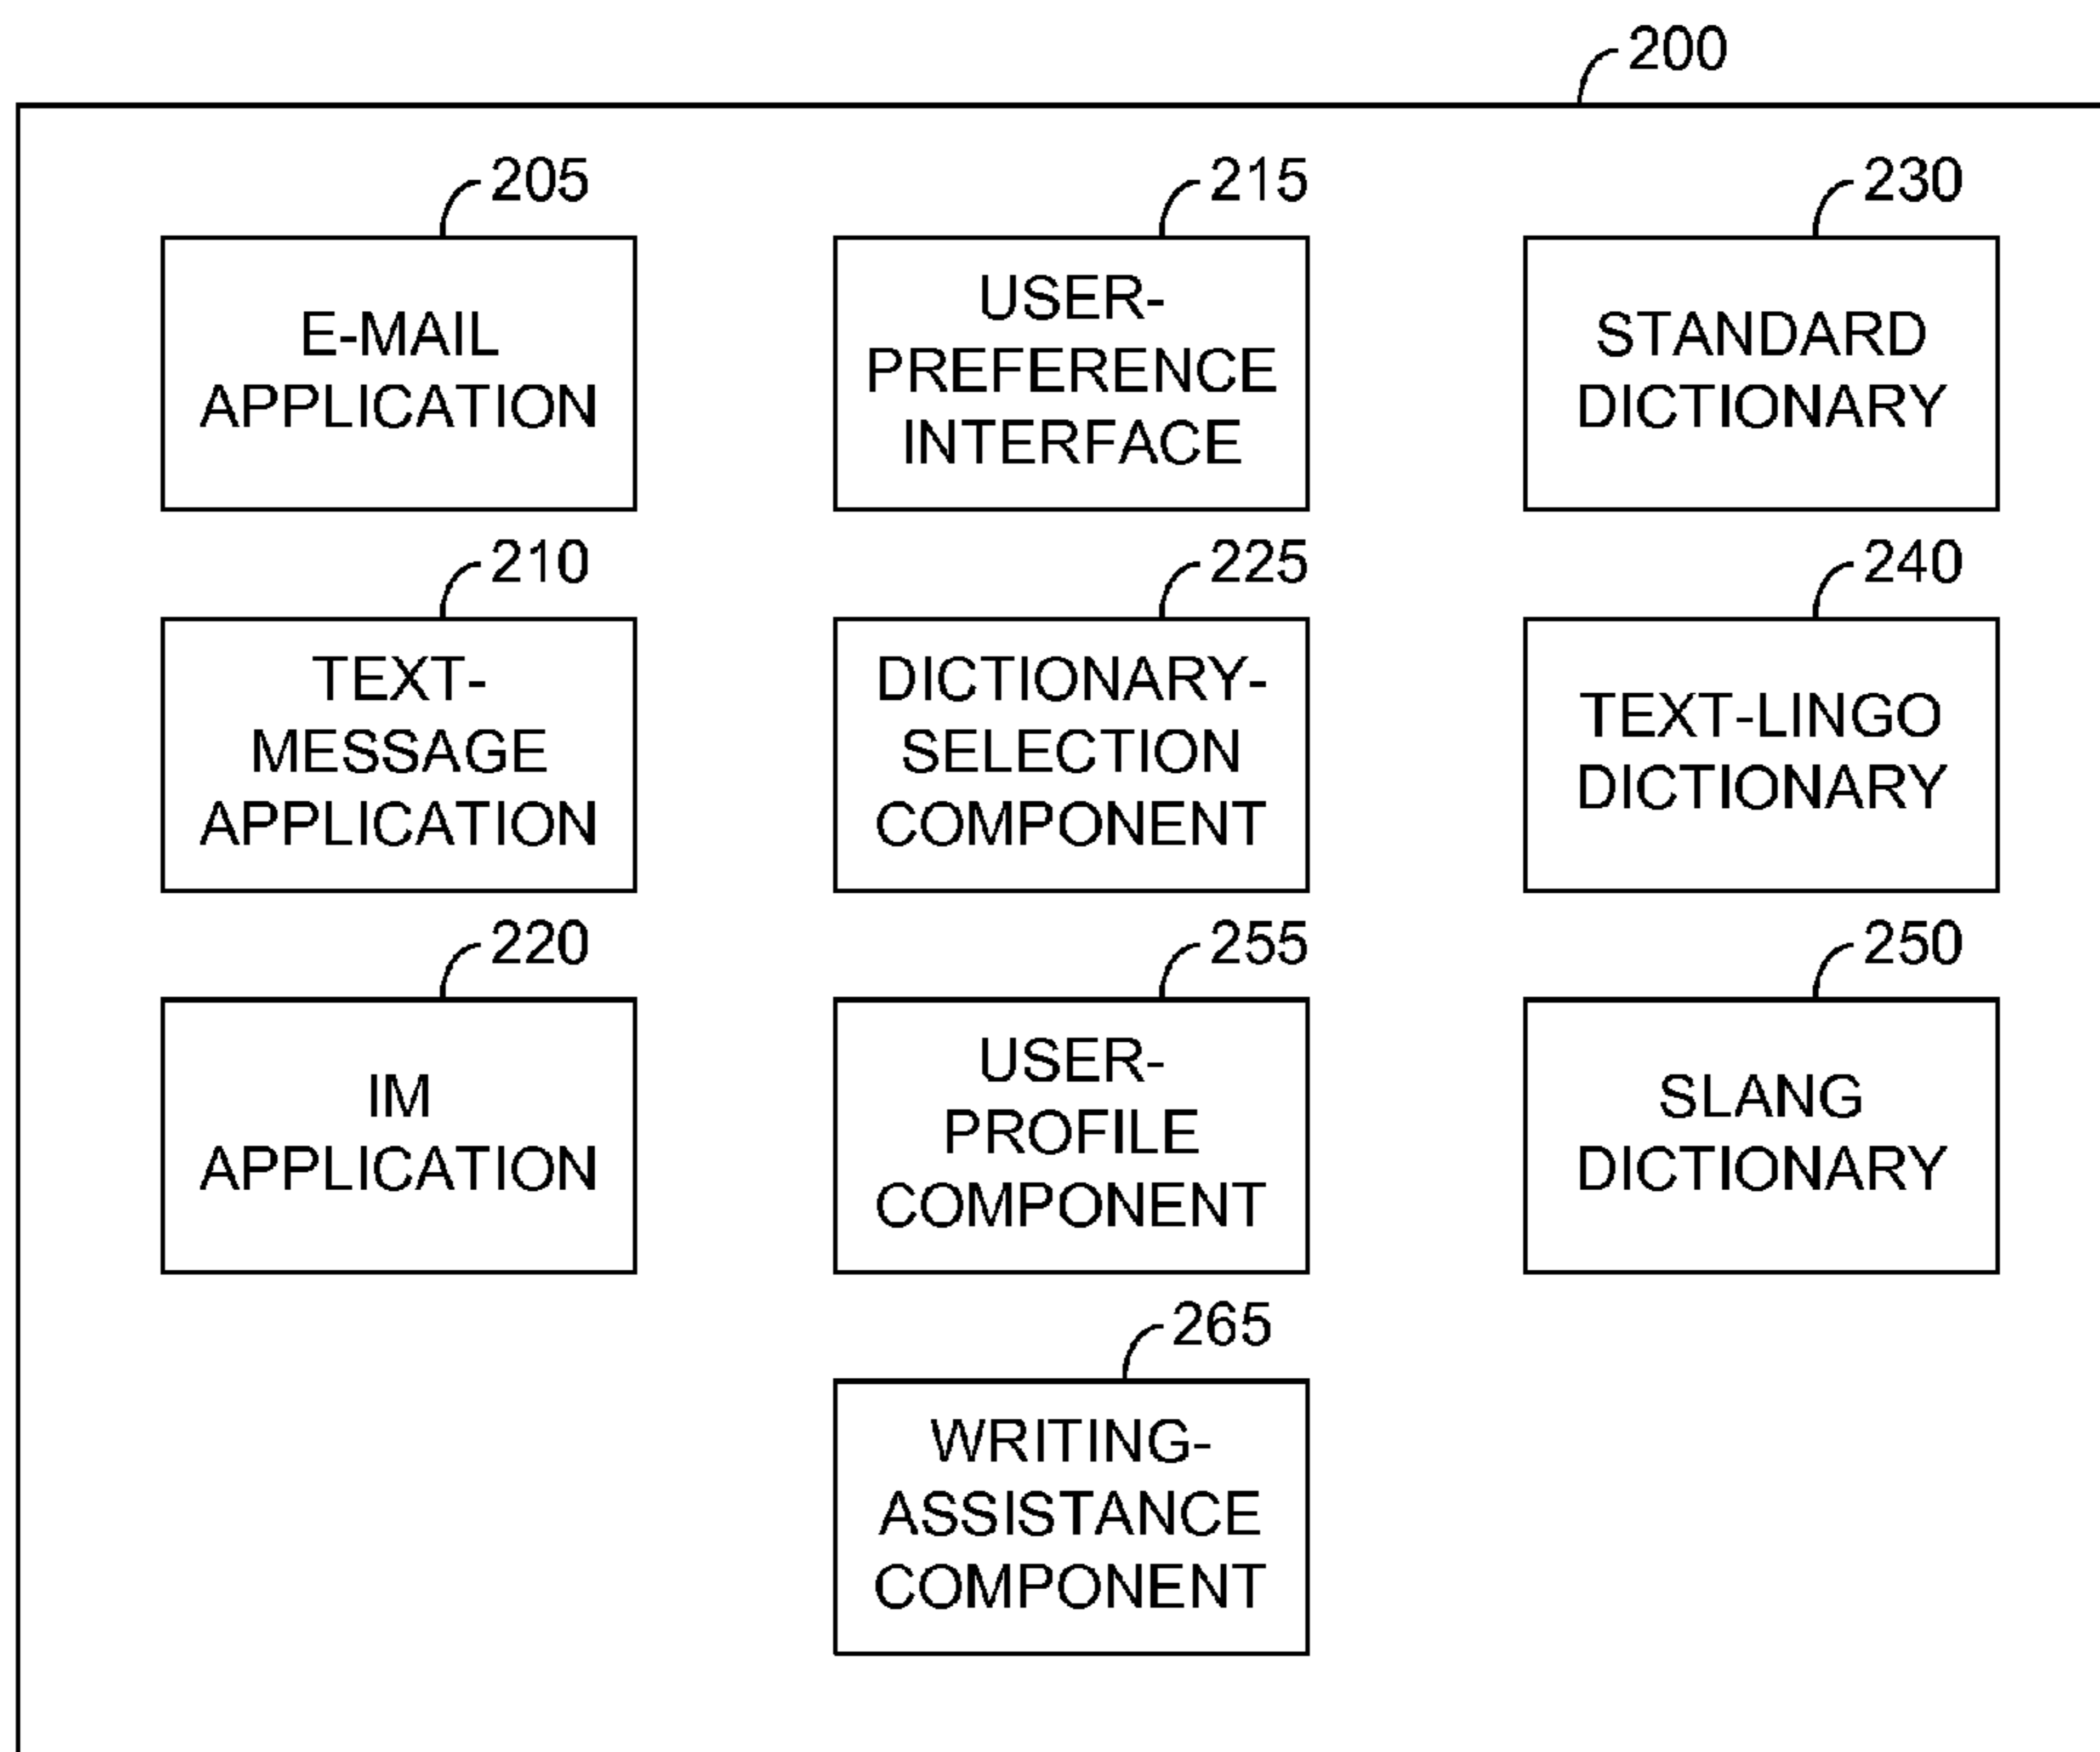 200
205
E-MAIL
APPLICATION
215
USER-
PREFERENCE
INTERFACE
230
STANDARD
DICTIONARY
210
TEXT-
MESSAGE
APPLICATION
225
DICTIONARY-
SELECTION
COMPONENT
240
TEXT-LINGO
DICTIONARY
220
IM
APPLICATION
255
USER-
PROFILE
COMPONENT
250
SLANG
DICTIONARY
265
WRITING-
ASSISTANCE
COMPONENT